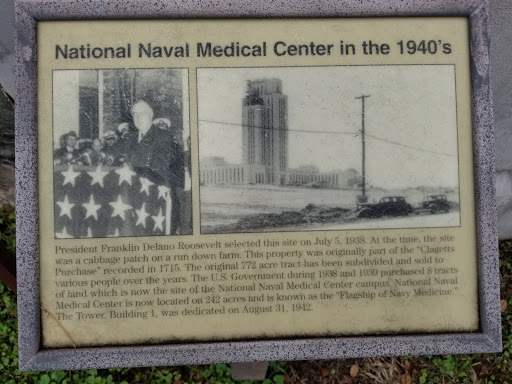 National Naval Medical Center in the 1940's
President Franklin Delano Roosevelt selected this site on July 5, 1938. At the time, the site
was a cabbage patch on a run down farm. This property was originally part of the "Clagetts
Purchase" recorded in 1715. The original 772 acre tract has been subdivided and sold to
various people over the years. The U.S. Government during 1938 and 1939 purchased 8 tracts
of land which is now the site of the National Naval Medical Center campus. National Naval
Medical Center is now located on 242 acres and is known as the "Flagship of Navy Medicine."
The Tower, Building 1, was dedicated on August 31, 1942.